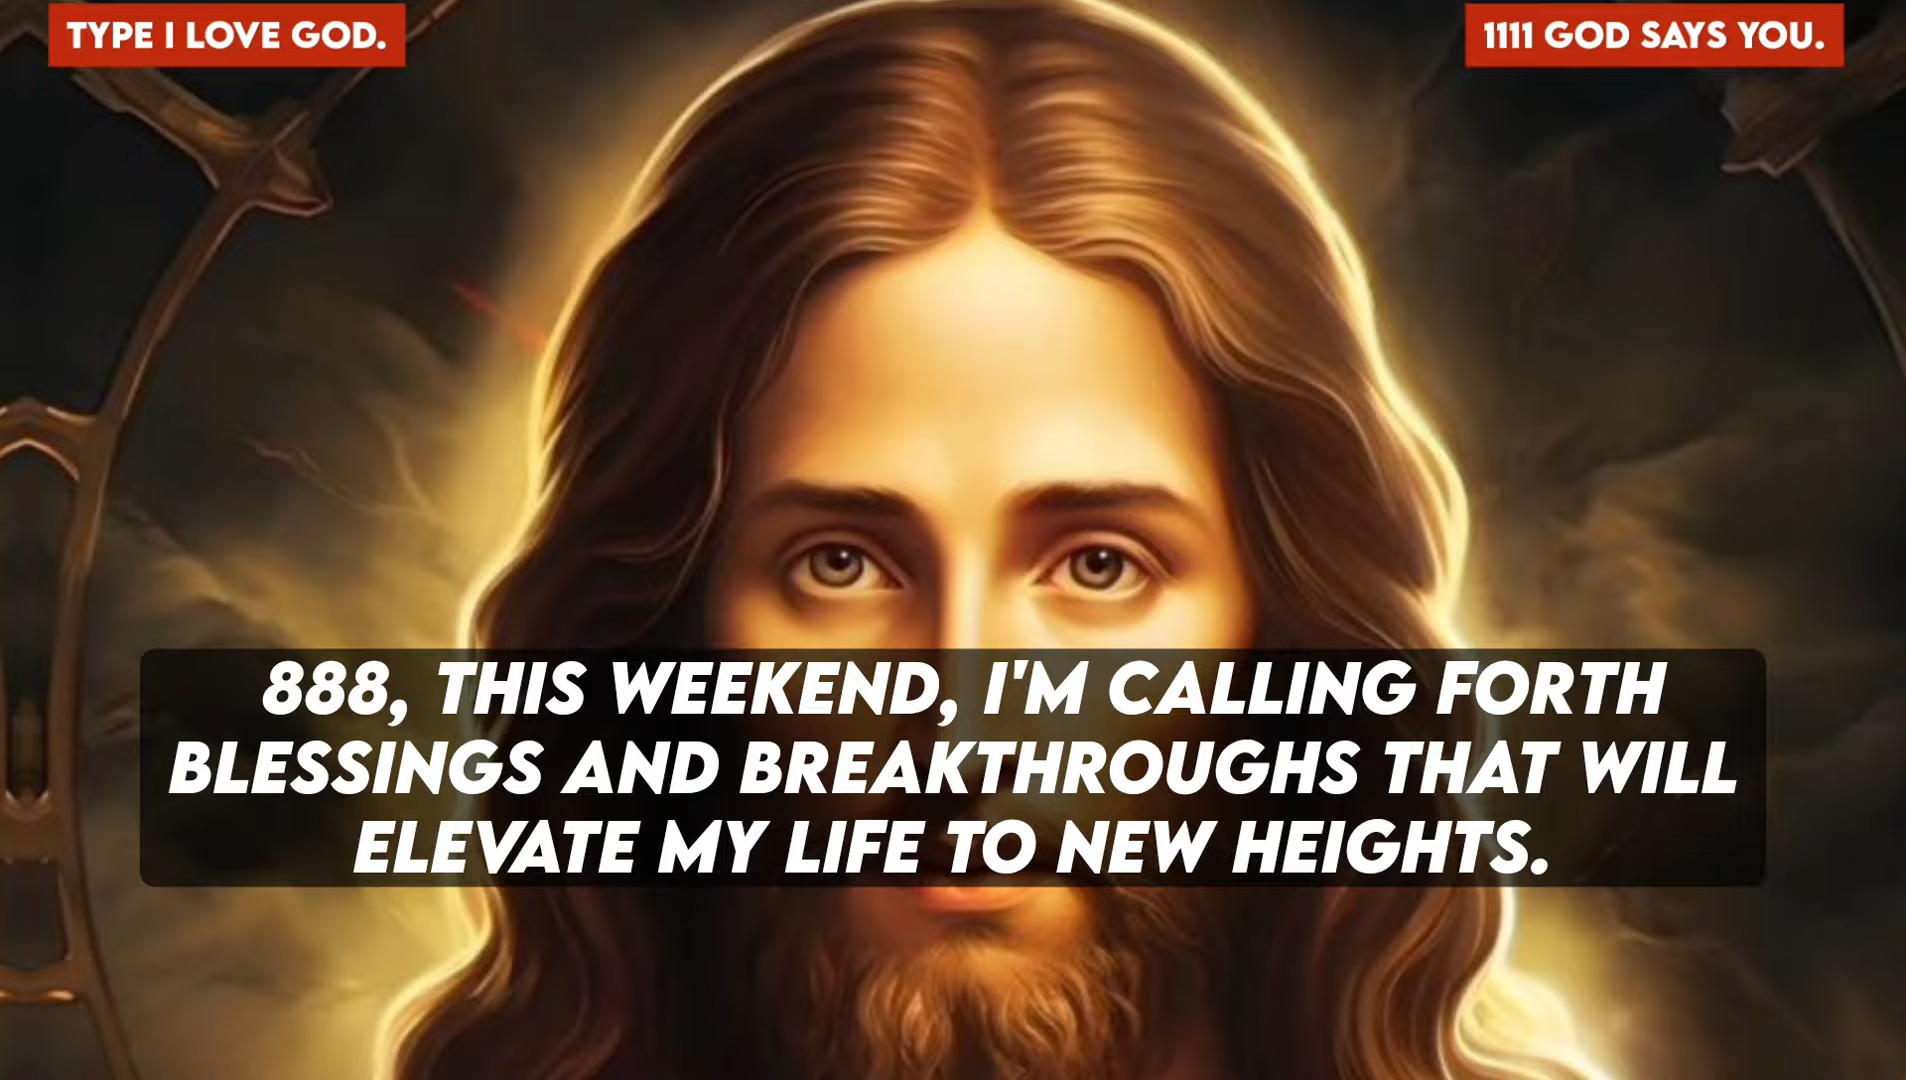 TYPE I LOVE GOD.
1111 GOD SAYS YOU.
888, THIS WEEKEND, I'M CALLING FORTH
BLESSINGS AND BREAKTHROUGHS THAT WILL
ELEVATE MY LIFE TO NEW HEIGHTS.